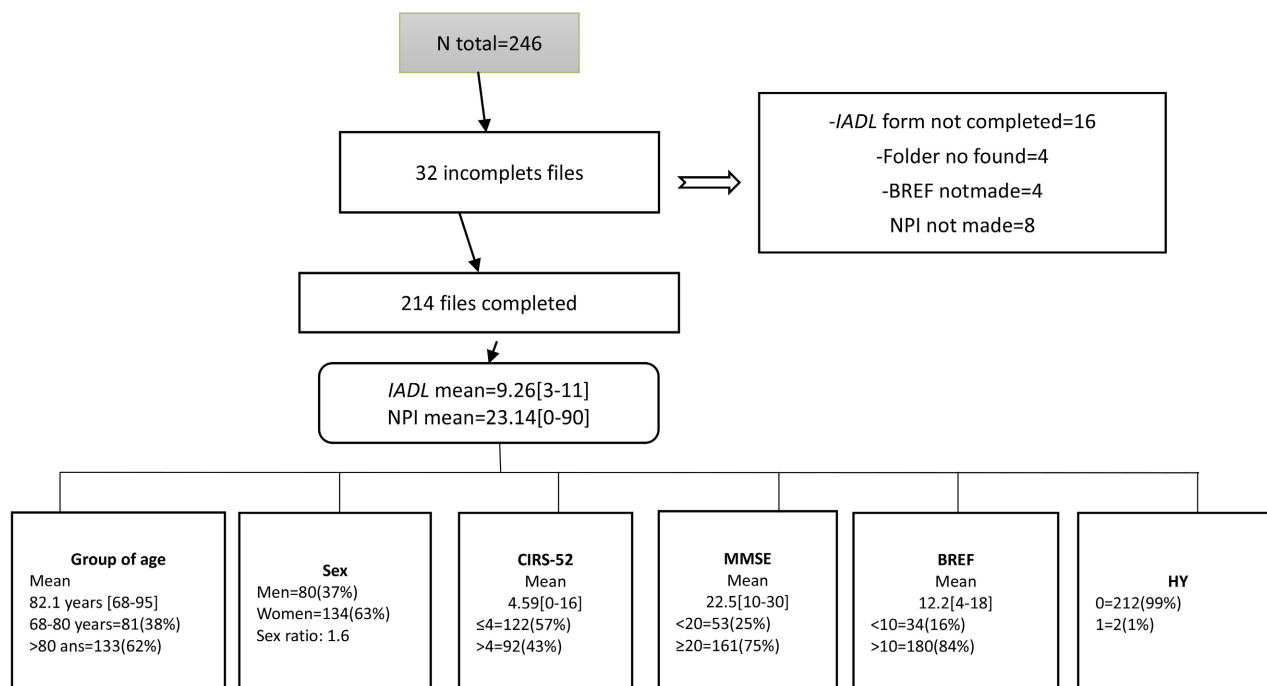 N total=246
32 incomplets files
-IADL form not completed=16
-Folder no found=4
-BREF notmade=4
NPI not made=8
214 files completed
IADL mean=9.26[3-11]
NPI mean=23.14[0-90]
Group of age
Mean
82.1 years [68-95]
68-80 years=81(38%)
>80 ans=133(62%)
Sex
Men=80(37%)
Women=134(63%)
Sex ratio: 1.6
CIRS-52
Mean
4.59[0-16]
≤4=122(57%)
>4=92(43%)
MMSE
Mean
22.5[10-30]
<20=53(25%)
≥20=161(75%)
BREF
Mean
12.2[4-18]
<10=34(16%)
>10=180(84%)
HY
0=212(99%)
1=2(1%)